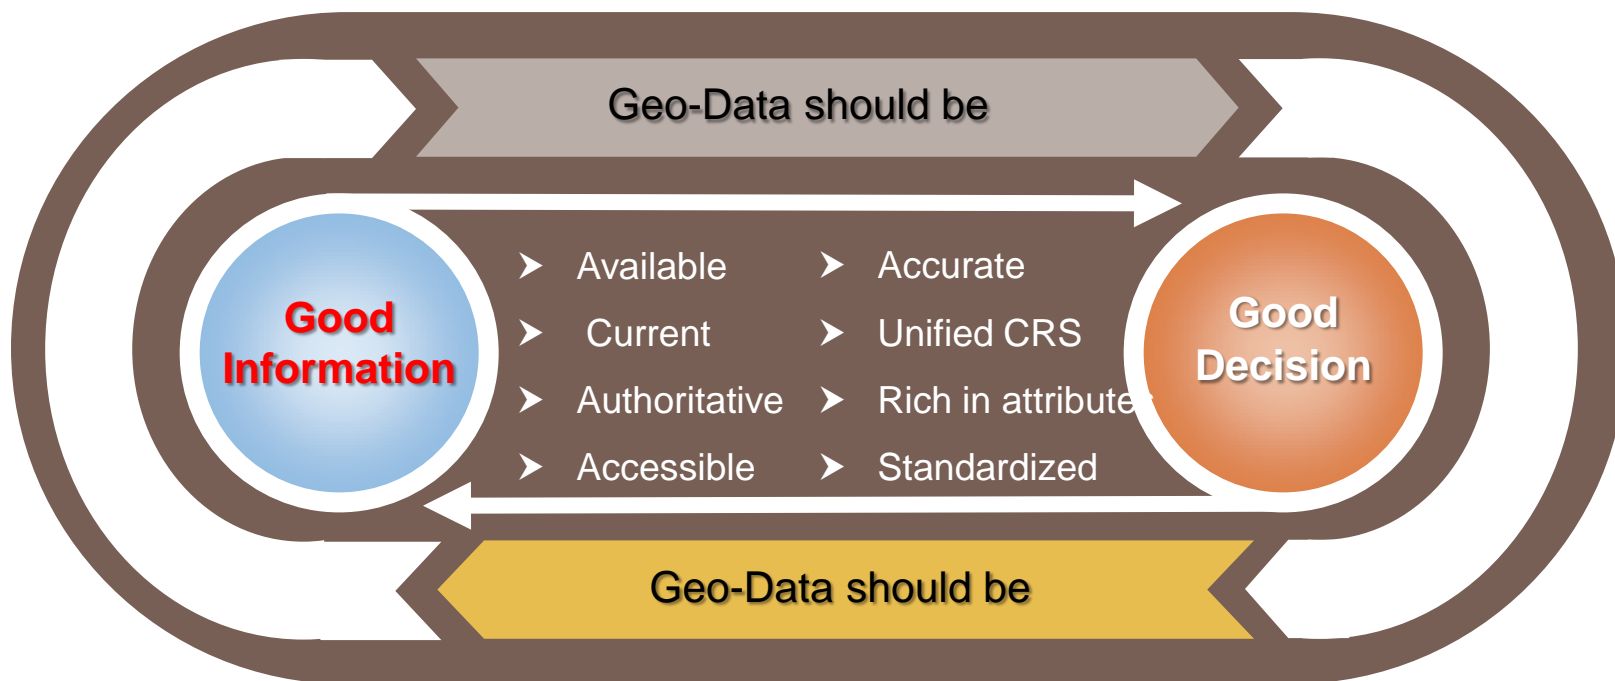 Geo-Data should be
Good
Information
Available
Current
Authoritative
Accessible
Accurate
Unified CRS
Rich in attributes
Standardized
Good
Decision
Geo-Data should be